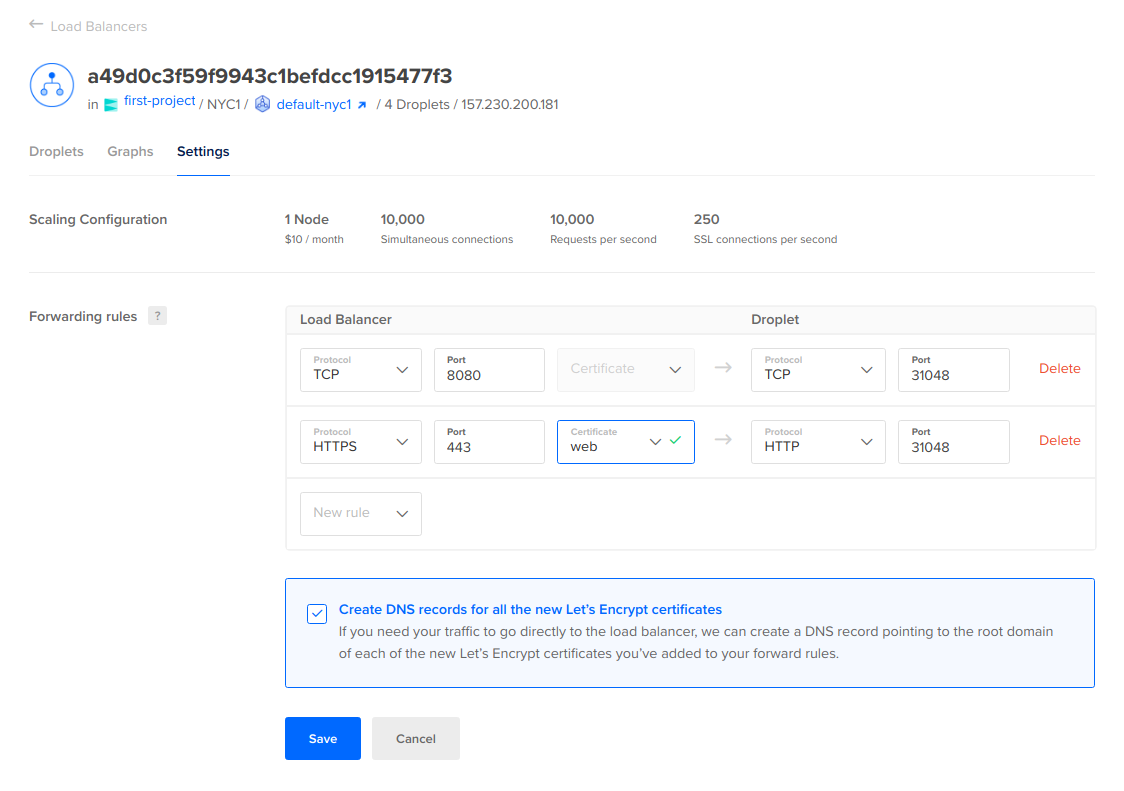 ← Load Balancers
a49d0c3f59f9943c1befdcc1915477f3
in first-project / NYC1 / default-nyc1 / 4 Droplets / 157.230.200.181
Droplets Graphs Settings
Scaling Configuration
1 Node 10,000 10,000 250
$10 / month Simultaneous connections Requests per second SSL connections per second
Forwarding rules ?
Load Balancer Droplet
Protocol Port Protocol Port
TCP 8080 Certificate → TCP 31048 Delete
Protocol Port Certificate Protocol Port
HTTPS 443 web → HTTP 31048 Delete
New rule
Create DNS records for all the new Let’s Encrypt certificates
If you need your traffic to go directly to the load balancer, we can create a DNS record pointing to the root domain
of each of the new Let’s Encrypt certificates you’ve added to your forward rules.
Save Cancel